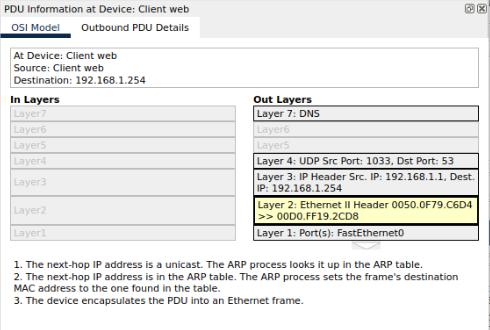 PDU Information at Device: Client web
OSI Model
Outbound PDU Details
At Device: Client web
Source: Client web
Destination: 192.168.1.254
In Layers
Layer7
Layer6
Layer5
Layer4
Layer3
Layer2
Layer1
Out Layers
Layer 7: DNS
Layer6
Layer5
Layer 4: UDP Src Port: 1033, Dst Port: 53
Layer 3: IP Header Src. IP: 192.168.1.1, Dest.
IP: 192.168.1.254
Layer 2: Ethernet II Header 0050.0F79.C6D4
>> 00D0.FF19.2CD8
Layer 1: Port(s): FastEthernet0
1. The next-hop IP address is a unicast. The ARP process looks it up in the ARP table.
2. The next-hop IP address is in the ARP table. The ARP process sets the frame's destination
MAC address to the one found in the table.
3. The device encapsulates the PDU into an Ethernet frame.